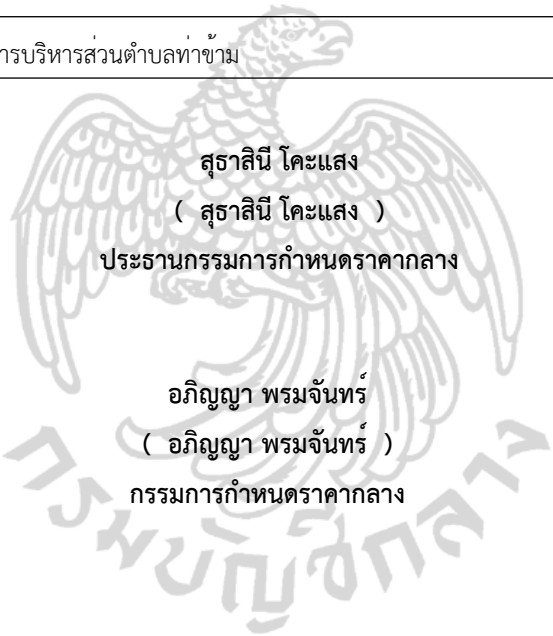 ารบริหารส่วนตำบลท่าข้าม
สุธาสินี โคะแสง
( สุธาสินี โคะแสง )
ประธานกรรมการกำหนดราคากลาง
อภิญญา พรมจันทร์
( อภิญญา พรมจันทร์ )
กรรมการกำหนดราคากลาง
กรมบัญชีกลาง